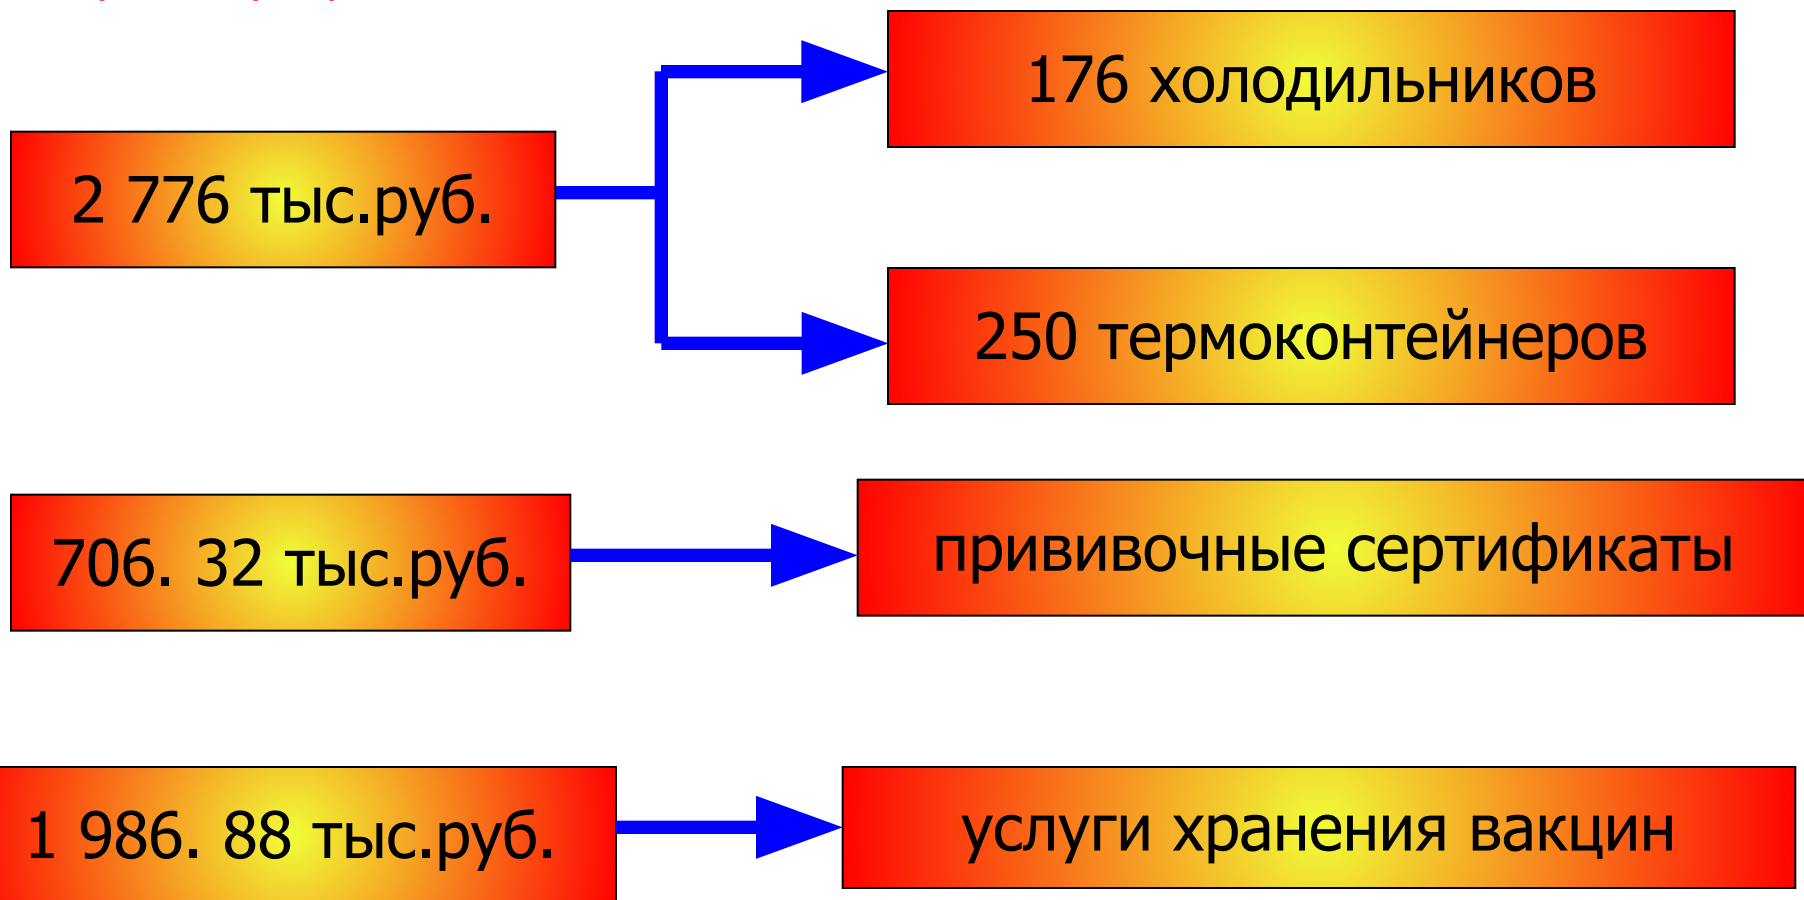 176 холодильников
2 776 тыс.руб.
250 термоконтейнеров
706. 32 тыс.руб.
прививочные сертификаты
1 986. 88 тыс.руб.
услуги хранения вакцин